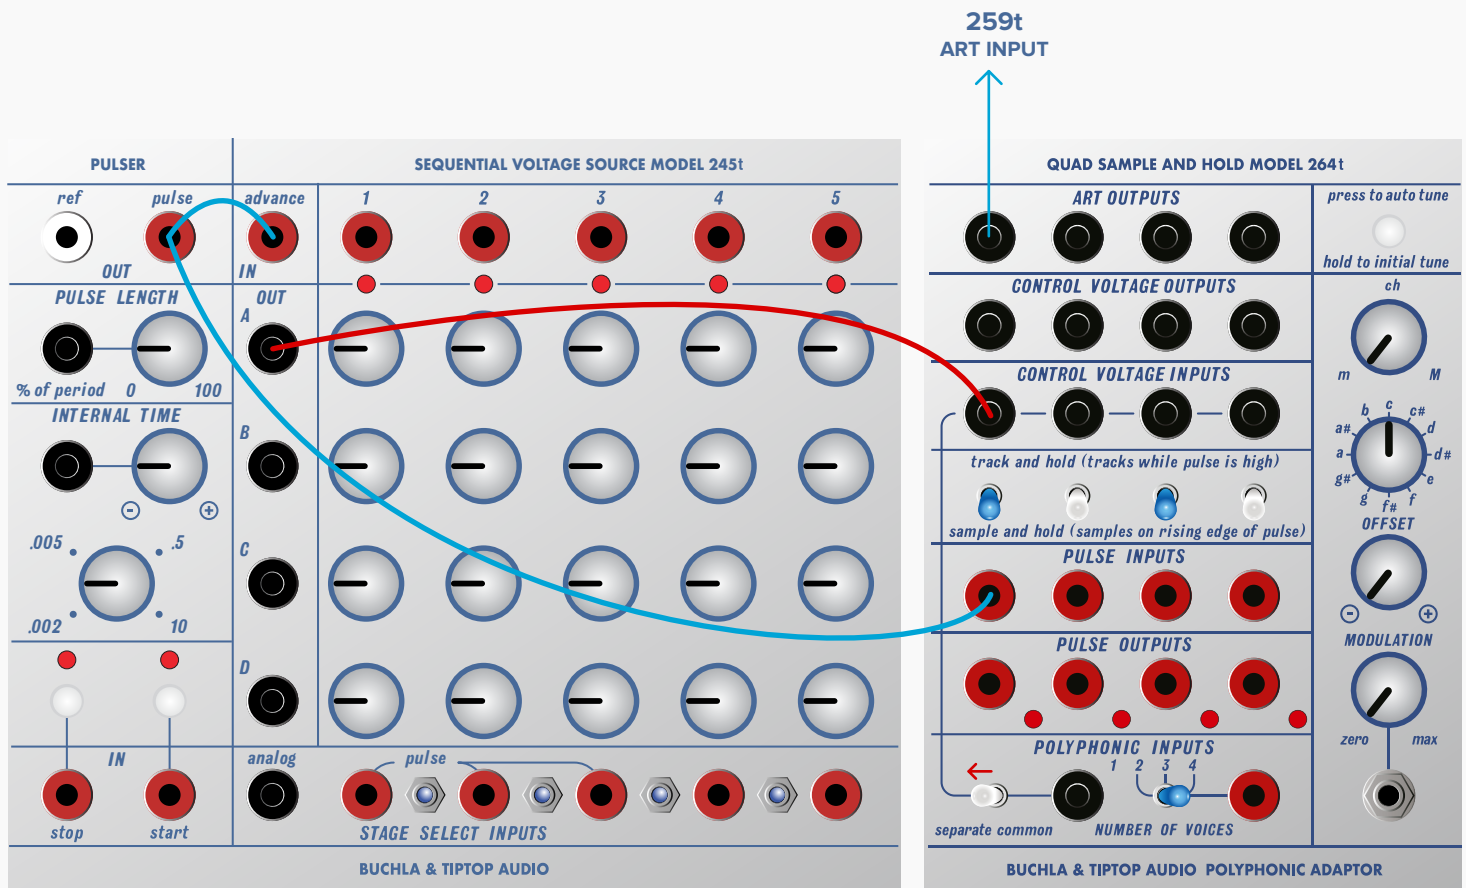 259t
ART INPUT
PULSER
SEQUENTIAL VOLTAGE SOURCE MODEL 245t
ref
pulse
advance
1
2
3
4
5
OUT
IN
PULSE LENGTH
OUT
A
% of period
0
100
INTERNAL TIME
B
-
+
.005
.5
C
.002
10
D
IN
analog
pulse
stop
start
STAGE SELECT INPUTS
BUCHLA & TIPTOP AUDIO
QUAD SAMPLE AND HOLD MODEL 264t
ART OUTPUTS
press to auto tune
hold to initial tune
CONTROL VOLTAGE OUTPUTS
ch
m
M
CONTROL VOLTAGE INPUTS
c
b
c#
a#
d
a
d#
g#
e
g
f
f#
track and hold (tracks while pulse is high)
sample and hold (samples on rising edge of pulse)
OFFSET
PULSE INPUTS
-
+
PULSE OUTPUTS
MODULATION
zero
max
POLYPHONIC INPUTS
1
2
3
4
separate common
NUMBER OF VOICES
BUCHLA & TIPTOP AUDIO POLYPHONIC ADAPTOR